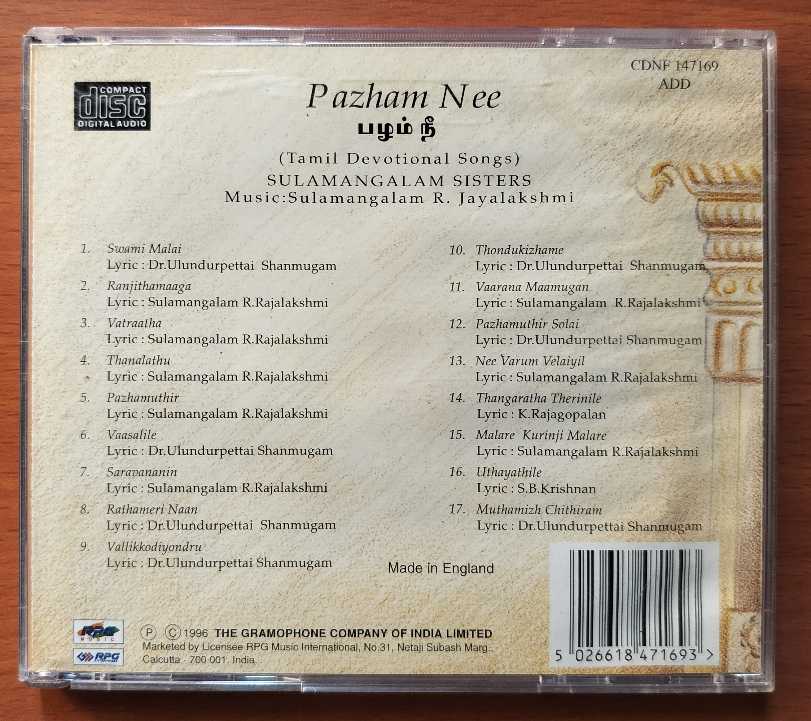 COMPACT
disc
DIGITAL AUDIO
CDNF 147169
ADD
Pazham Nee
பழம் நீ
(Tamil Devotional Songs)
SULAMANGALAM SISTERS
Music:Sulamangalam R. Jayalakshmi
1. Swami Malai
Lyric : Dr.Ulundurpettai Shanmugam
2. Ranjithamaaga
Lyric : Sulamangalam R.Rajalakshmi
3. Vatraatha
Lyric : Sulamangalam R.Rajalakshmi
4. Thanalathu
Lyric : Sulamangalam R.Rajalakshmi
5. Pazhamuthir
Lyric : Sulamangalam R.Rajalakshmi
6. Vaasalile
Lyric : Dr.Ulundurpettai Shanmugam
7. Saravananin
Lyric : Sulamangalam R.Rajalakshmi
8. Rathameri Naan
Lyric : Dr.Ulundurpettai Shanmugam
9. Vallikkodiyondru
Lyric : Dr.Ulundurpettai Shanmugam
10. Thondukizhame
Lyric : Dr.Ulundurpettai Shanmugam
11. Vaarana Maamugan
Lyric : Sulamangalam R.Rajalakshmi
12. Pazhamuthir Solai
Lyric : Dr.Ulundurpettai Shanmugam
13. Nee Varum Velaiyil
Lyric : Sulamangalam R.Rajalakshmi
14. Thangaratha Therinile
Lyric : K.Rajagopalan
15. Malare Kurinji Malare
Lyric : Sulamangalam R.Rajalakshmi
16. Uthayathile
Lyric : S.B.Krishnan
17. Muthamizh Chithiram
Lyric : Dr.Ulundurpettai Shanmugam
Made in England
RPG
MUSIC
RPG
Ⓟ Ⓒ 1996 THE GRAMOPHONE COMPANY OF INDIA LIMITED
Marketed by Licensee RPG Music International, No.31, Netaji Subash Marg.,
Calcutta - 700 001. India.
5 026618 471693 >